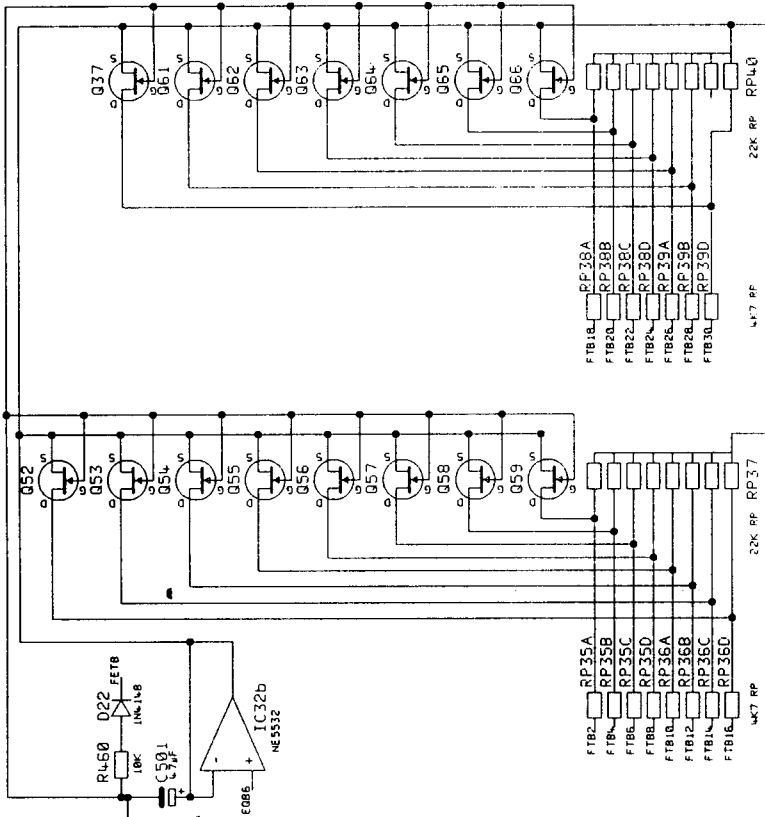 Q37
s
g
d
Q61
s
g
d
Q62
s
g
d
Q63
s
g
d
Q64
s
g
d
Q65
s
g
d
Q66
s
g
d
RP40
22K RP
RP38A
RP38B
RP38C
RP38D
RP39A
RP39B
RP39D
FTB18
FTB20
FTB22
FTB24
FTB26
FTB28
FTB30
4K7 RP
Q52
s
g
d
Q53
s
g
d
Q54
s
g
d
Q55
s
g
d
Q56
s
g
d
Q57
s
g
d
Q58
s
g
d
Q59
s
g
d
RP37
22K RP
RP35A
RP35B
RP35C
RP35D
RP36A
RP36B
RP36C
RP36D
FTB2
FTB4
FTB6
FTB8
FTB10
FTB12
FTB14
FTB16
4K7 RP
FETB
D22
1N4148
R460
10K
C501
47uF
+
IC32b
NE5532
-
+
EQB6